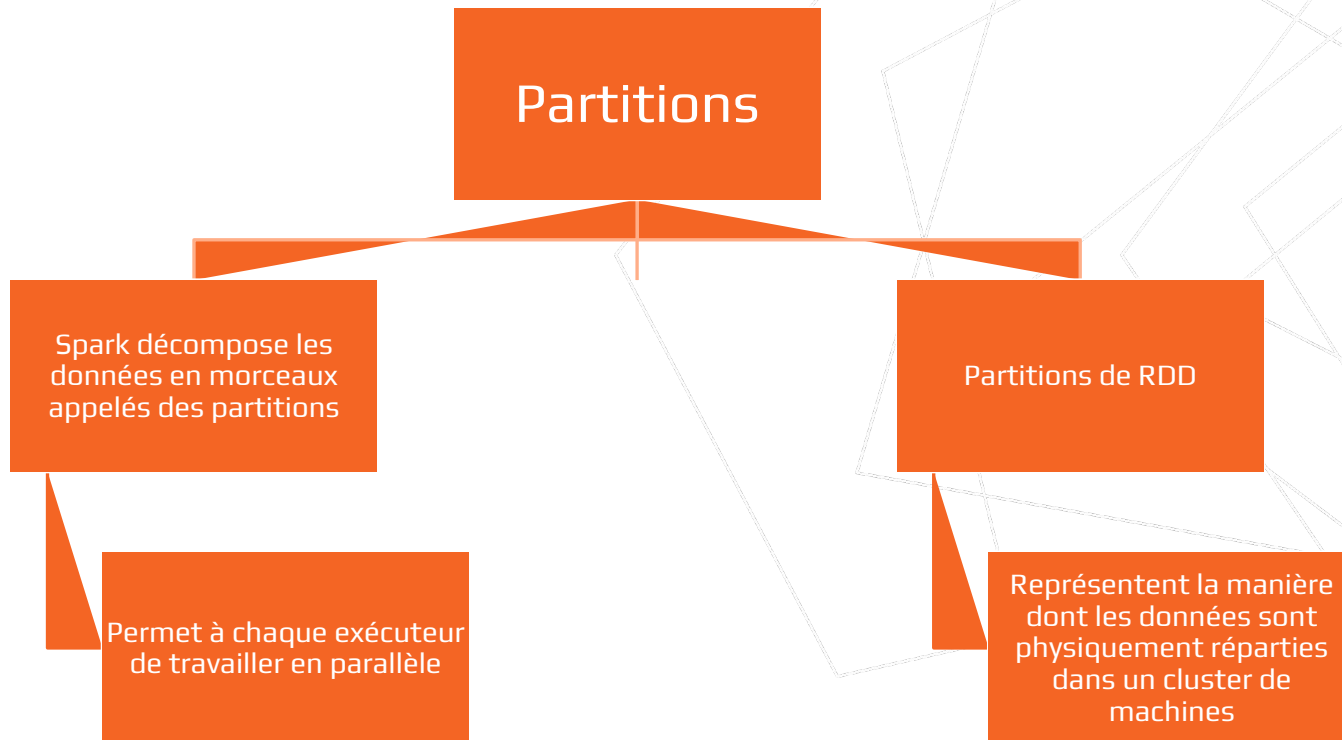 Partitions
Spark décompose les
données en morceaux
appelés des partitions
Permet à chaque exécuteur
de travailler en parallèle
Partitions de RDD
Représentent la manière
dont les données sont
physiquement réparties
dans un cluster de
machines